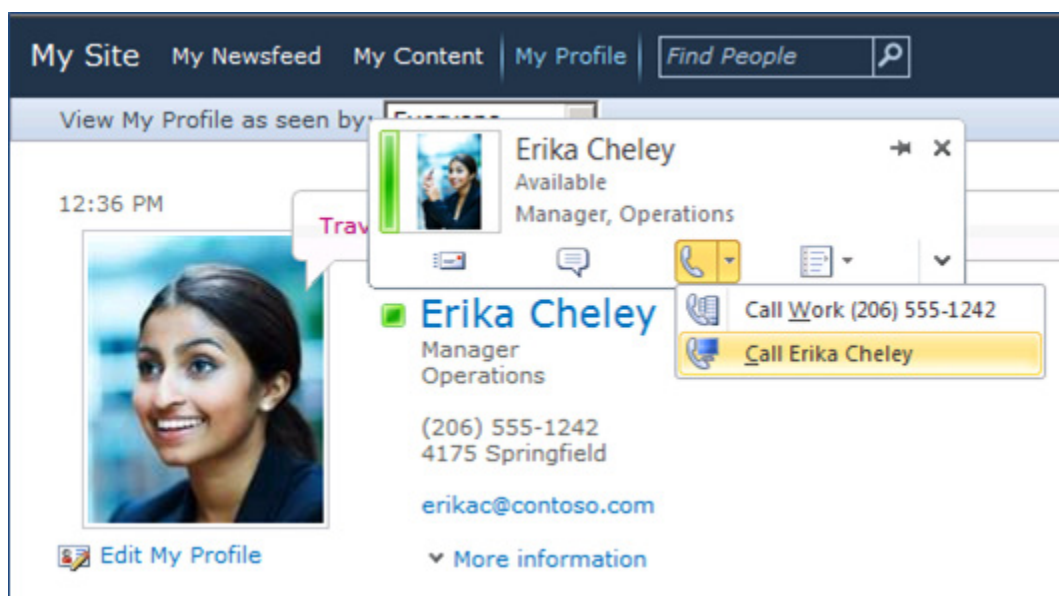 My Site My Newsfeed My Content My Profile Find People
View My Profile as seen by:
Erika Cheley
Available
Manager, Operations
12:36 PM
Call Work (206) 555-1242
Call Erika Cheley
Erika Cheley
Manager
Operations
(206) 555-1242
4175 Springfield
erikac@contoso.com
Edit My Profile
More information